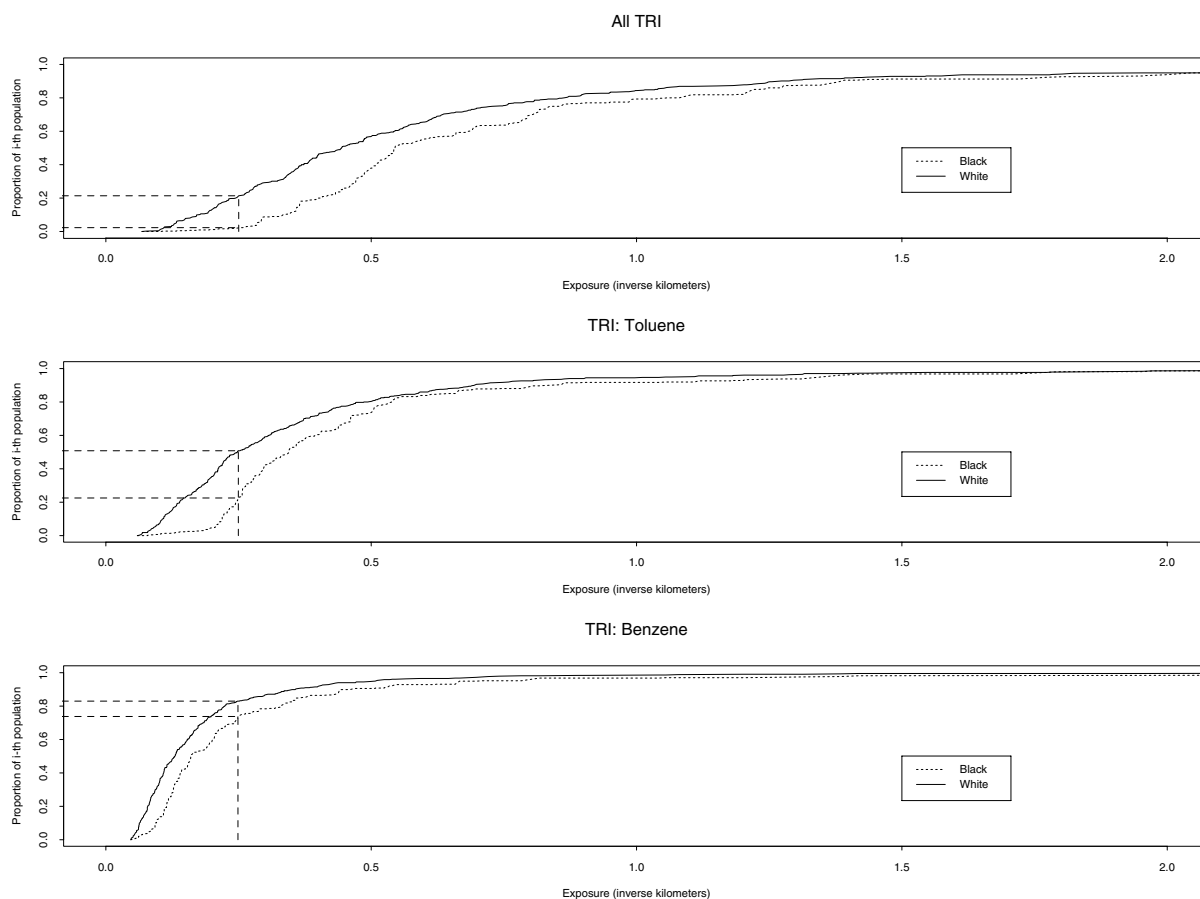 All TRI
Proportion of i-th population
1.0
0.8
0.6
0.4
0.2
0.0
Black
White
0.0 0.5 1.0 1.5 2.0
Exposure (inverse kilometers)
TRI: Toluene
Proportion of i-th population
1.0
0.8
0.6
0.4
0.2
0.0
Black
White
0.0 0.5 1.0 1.5 2.0
Exposure (inverse kilometers)
TRI: Benzene
Proportion of i-th population
1.0
0.8
0.6
0.4
0.2
0.0
Black
White
0.0 0.5 1.0 1.5 2.0
Exposure (inverse kilometers)